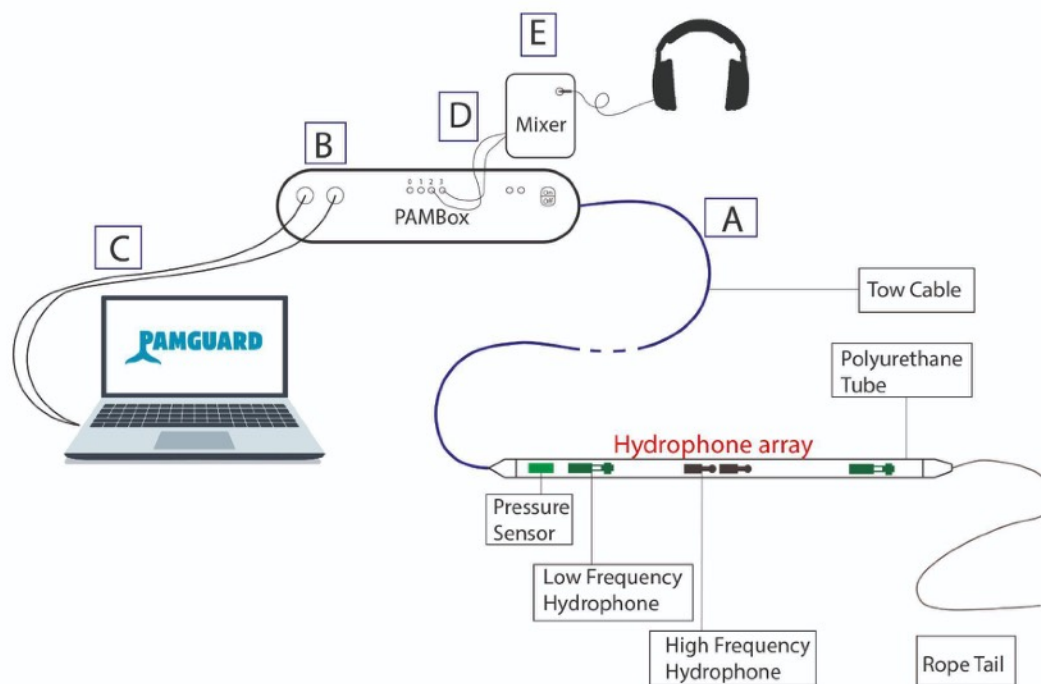 E
D
Mixer
B
0 1 2 3
On
Off
PAMBox
A
C
Tow Cable
PAMGUARD
Polyurethane
Tube
Hydrophone array
Pressure
Sensor
Low Frequency
Hydrophone
High Frequency
Hydrophone
Rope Tail